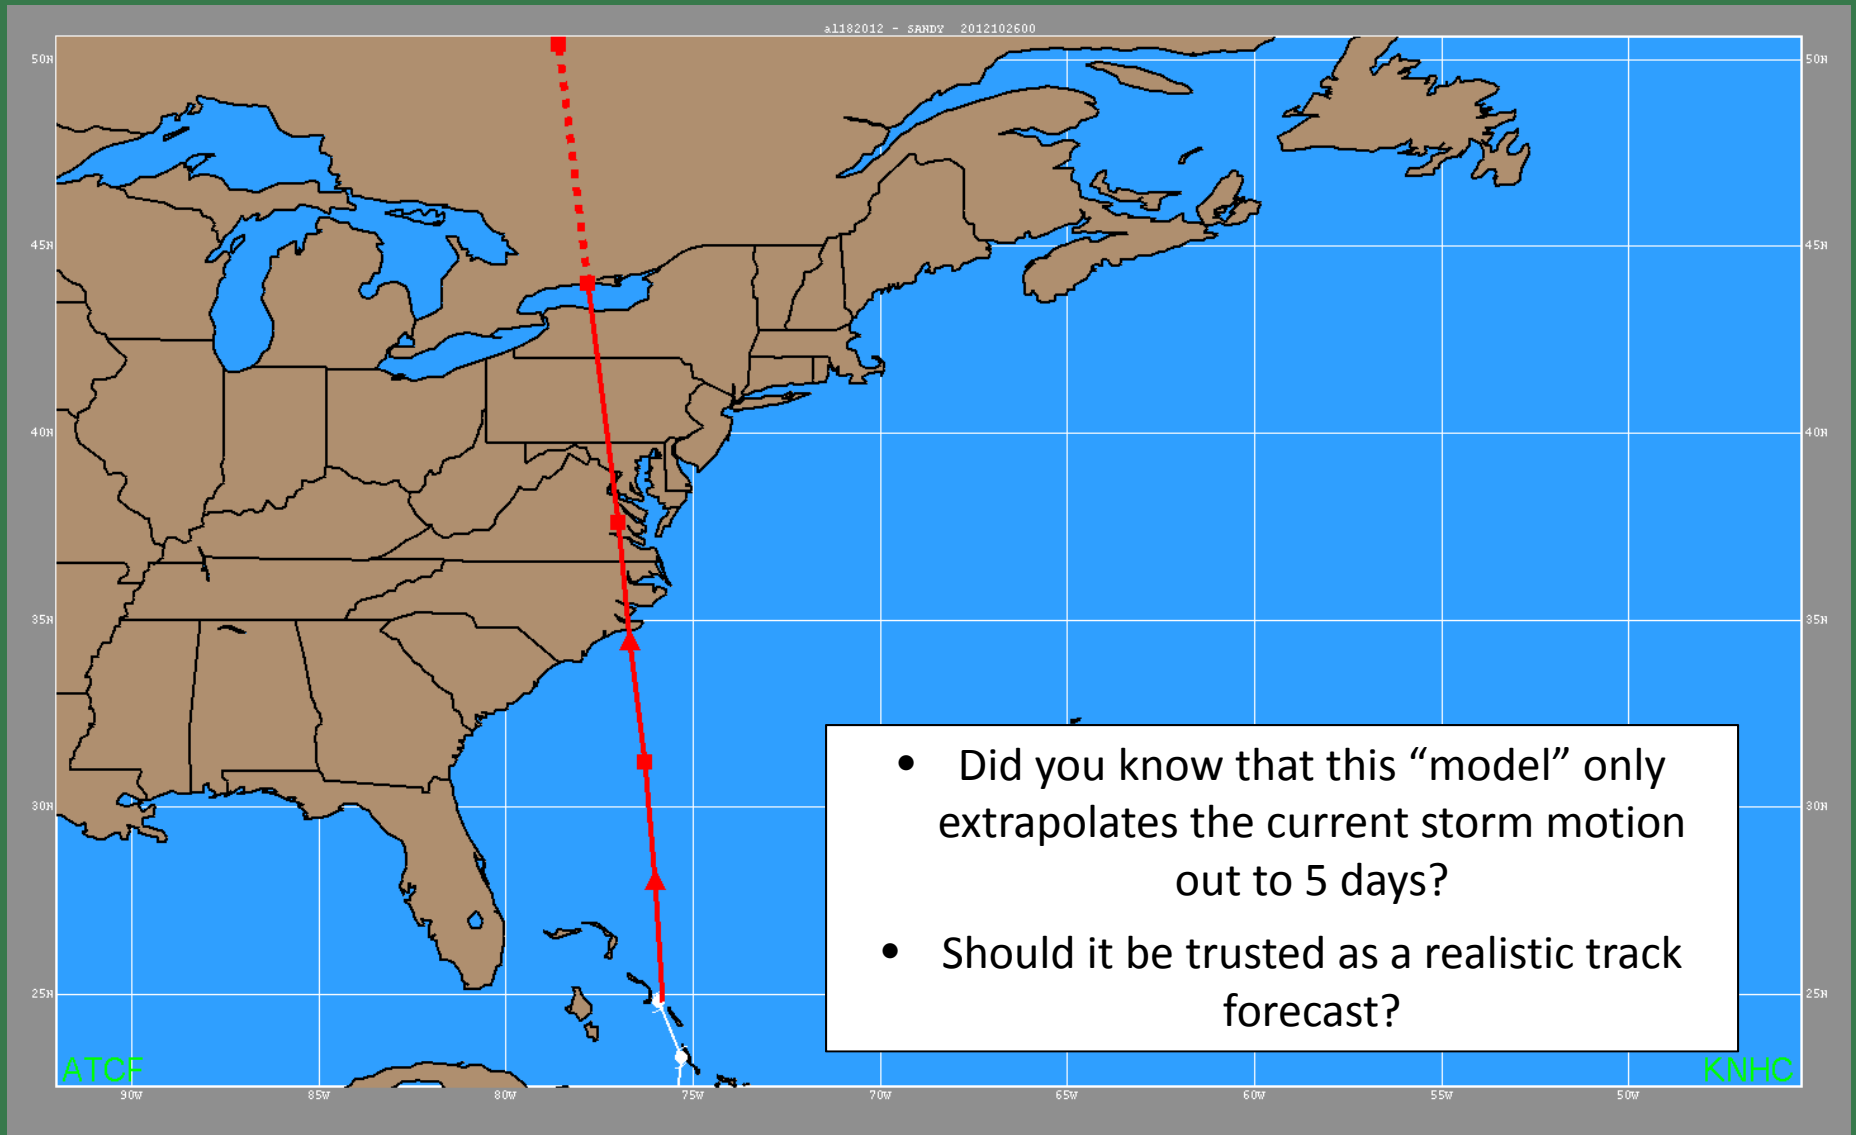 al182012 - SANDY 2012102600
50N 50N
45N 45N
40N 40N
35N 35N
• Did you know that this “model” only
extrapolates the current storm motion
out to 5 days?
• Should it be trusted as a realistic track
forecast?
30N 30N
25N 25N
ATCF KNHC
90W 85W 80W 75W 70W 65W 60W 55W 50W